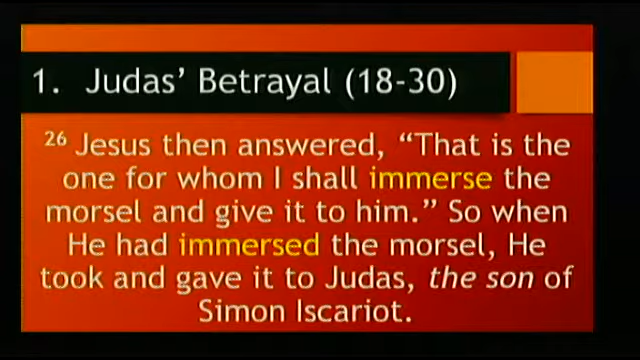 1. Judas’ Betrayal (18-30)
26 Jesus then answered, “That is the
one for whom I shall immerse the
morsel and give it to him.” So when
He had immersed the morsel, He
took and gave it to Judas, the son of
Simon Iscariot.